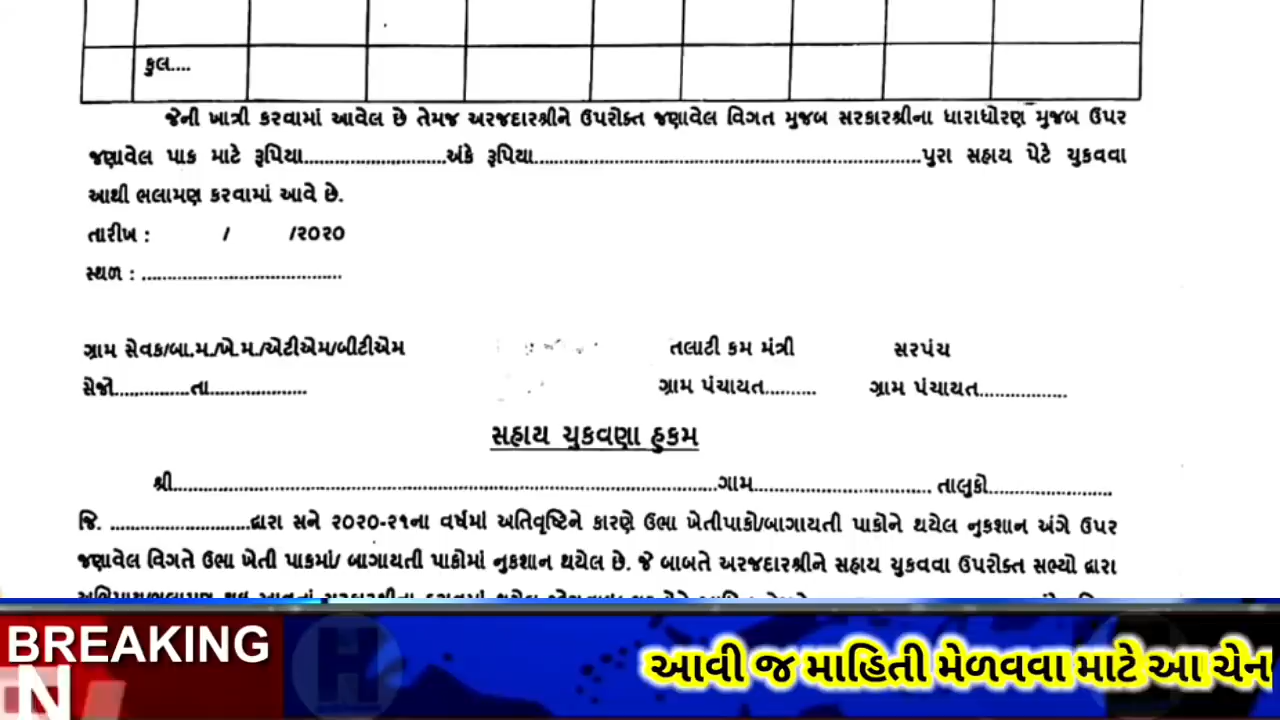 કુલ....
જેની ખાત્રી કરવામાં આવેલ છે તેમજ અરજદારશ્રીને ઉપરોક્ત જણાવેલ વિગત મુજબ સરકારશ્રીના ધારાધોરણ મુજબ ઉપર
જણાવેલ પાક માટે રૂપિયા.........................અંકે રૂપિયા.....................................................................પુરા સહાય પેટે ચુકવવા
આથી ભલામણ કરવામાં આવે છે.
તારીખ : / /૨૦૨૦
સ્થળ : ....................................
ગ્રામ સેવક/બા.મ./ખે.મ./એટીએમ/બીટીએમ તલાટી કમ મંત્રી સરપંચ
સેજો..............તા.................. ગ્રામ પંચાયત......... ગ્રામ પંચાયત...............
સહાય ચુકવણા હુકમ
શ્રી.................................................................................................ગામ................................ તાલુકો......................
જિ. .........................દ્વારા સને ૨૦૨૦-૨૧ના વર્ષમાં અતિવૃષ્ટિને કારણે ઉભા ખેતીપાકો/બાગાયતી પાકોને થયેલ નુકશાન અંગે ઉપર
જણાવેલ વિગતે ઉભા ખેતી પાકમાં/ બાગાયતી પાકોમાં નુકશાન થયેલ છે. જે બાબતે અરજદારશ્રીને સહાય ચુકવવા ઉપરોક્ત સભ્યો દ્વારા
BREAKING
N
આવી જ માહિતી મેળવવા માટે આ ચેન